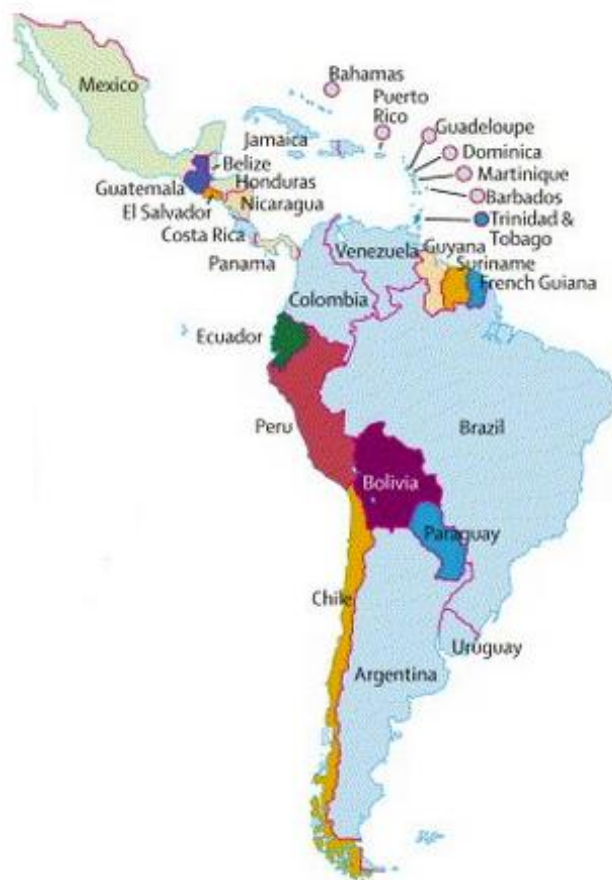 Bahamas
Mexico
Puerto
Rico
Jamaica
Guadeloupe
Dominica
Belize
Martinique
Guatemala
Honduras
Barbados
El Salvador
Nicaragua
Trinidad &
Tobago
Costa Rica
Panama
Venezuela
Guyana
Suriname
French Guiana
Colombia
Ecuador
Peru
Brazil
Bolivia
Paraguay
Chile
Uruguay
Argentina